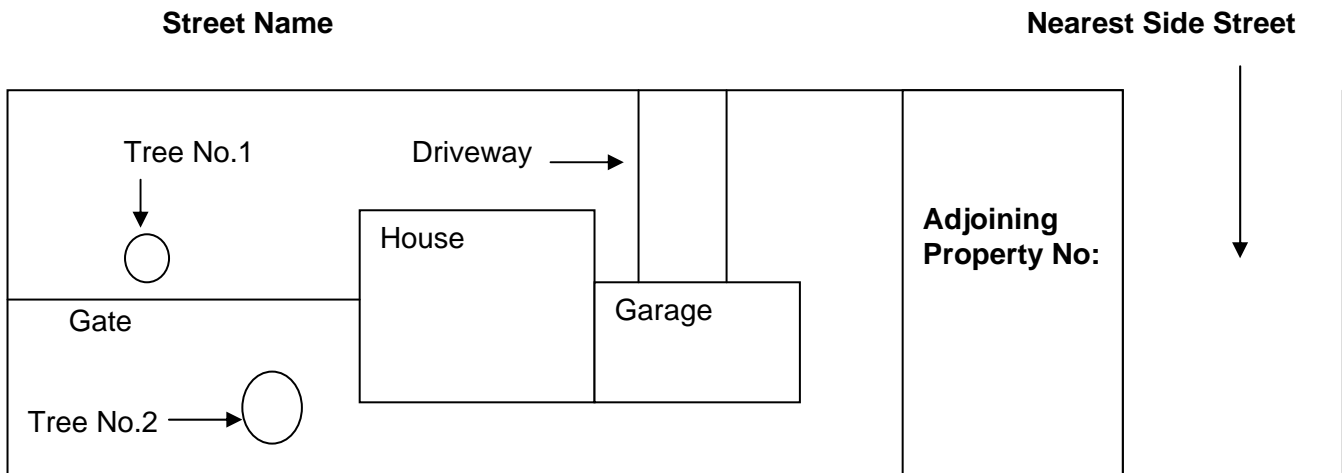 Street Name
Nearest Side Street
Tree No.1
Driveway
Adjoining
Property No:
House
Garage
Gate
Tree No.2